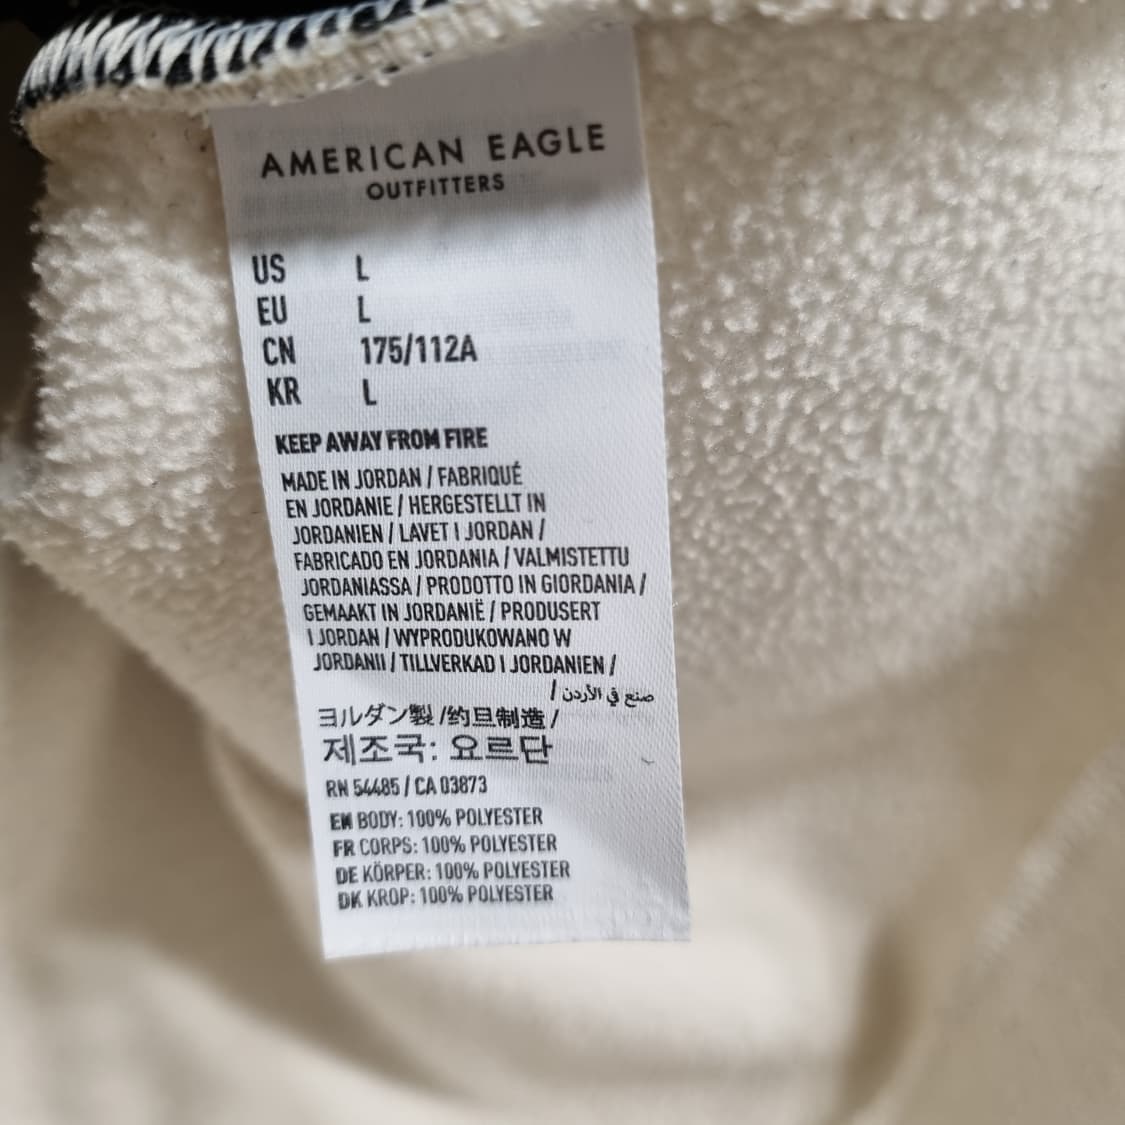 AMERICAN EAGLE
OUTFITTERS
US L
EU L
CN 175/112A
KR L
KEEP AWAY FROM FIRE
MADE IN JORDAN / FABRIQUÉ
EN JORDANIE / HERGESTELLT IN
JORDANIEN / LAVET I JORDAN /
FABRICADO EN JORDANIA / VALMISTETTU
JORDANIASSA / PRODOTTO IN GIORDANIA /
GEMAAKT IN JORDANIË / PRODUSERT
I JORDAN / WYPRODUKOWANO W
JORDANII / TILLVERKAD I JORDANIEN /
صنع في الأردن /
ヨルダン製 /约旦制造 /
제조국: 요르단
RN 54485 / CA 03873
EN BODY: 100% POLYESTER
FR CORPS: 100% POLYESTER
DE KÖRPER: 100% POLYESTER
DK KROP: 100% POLYESTER